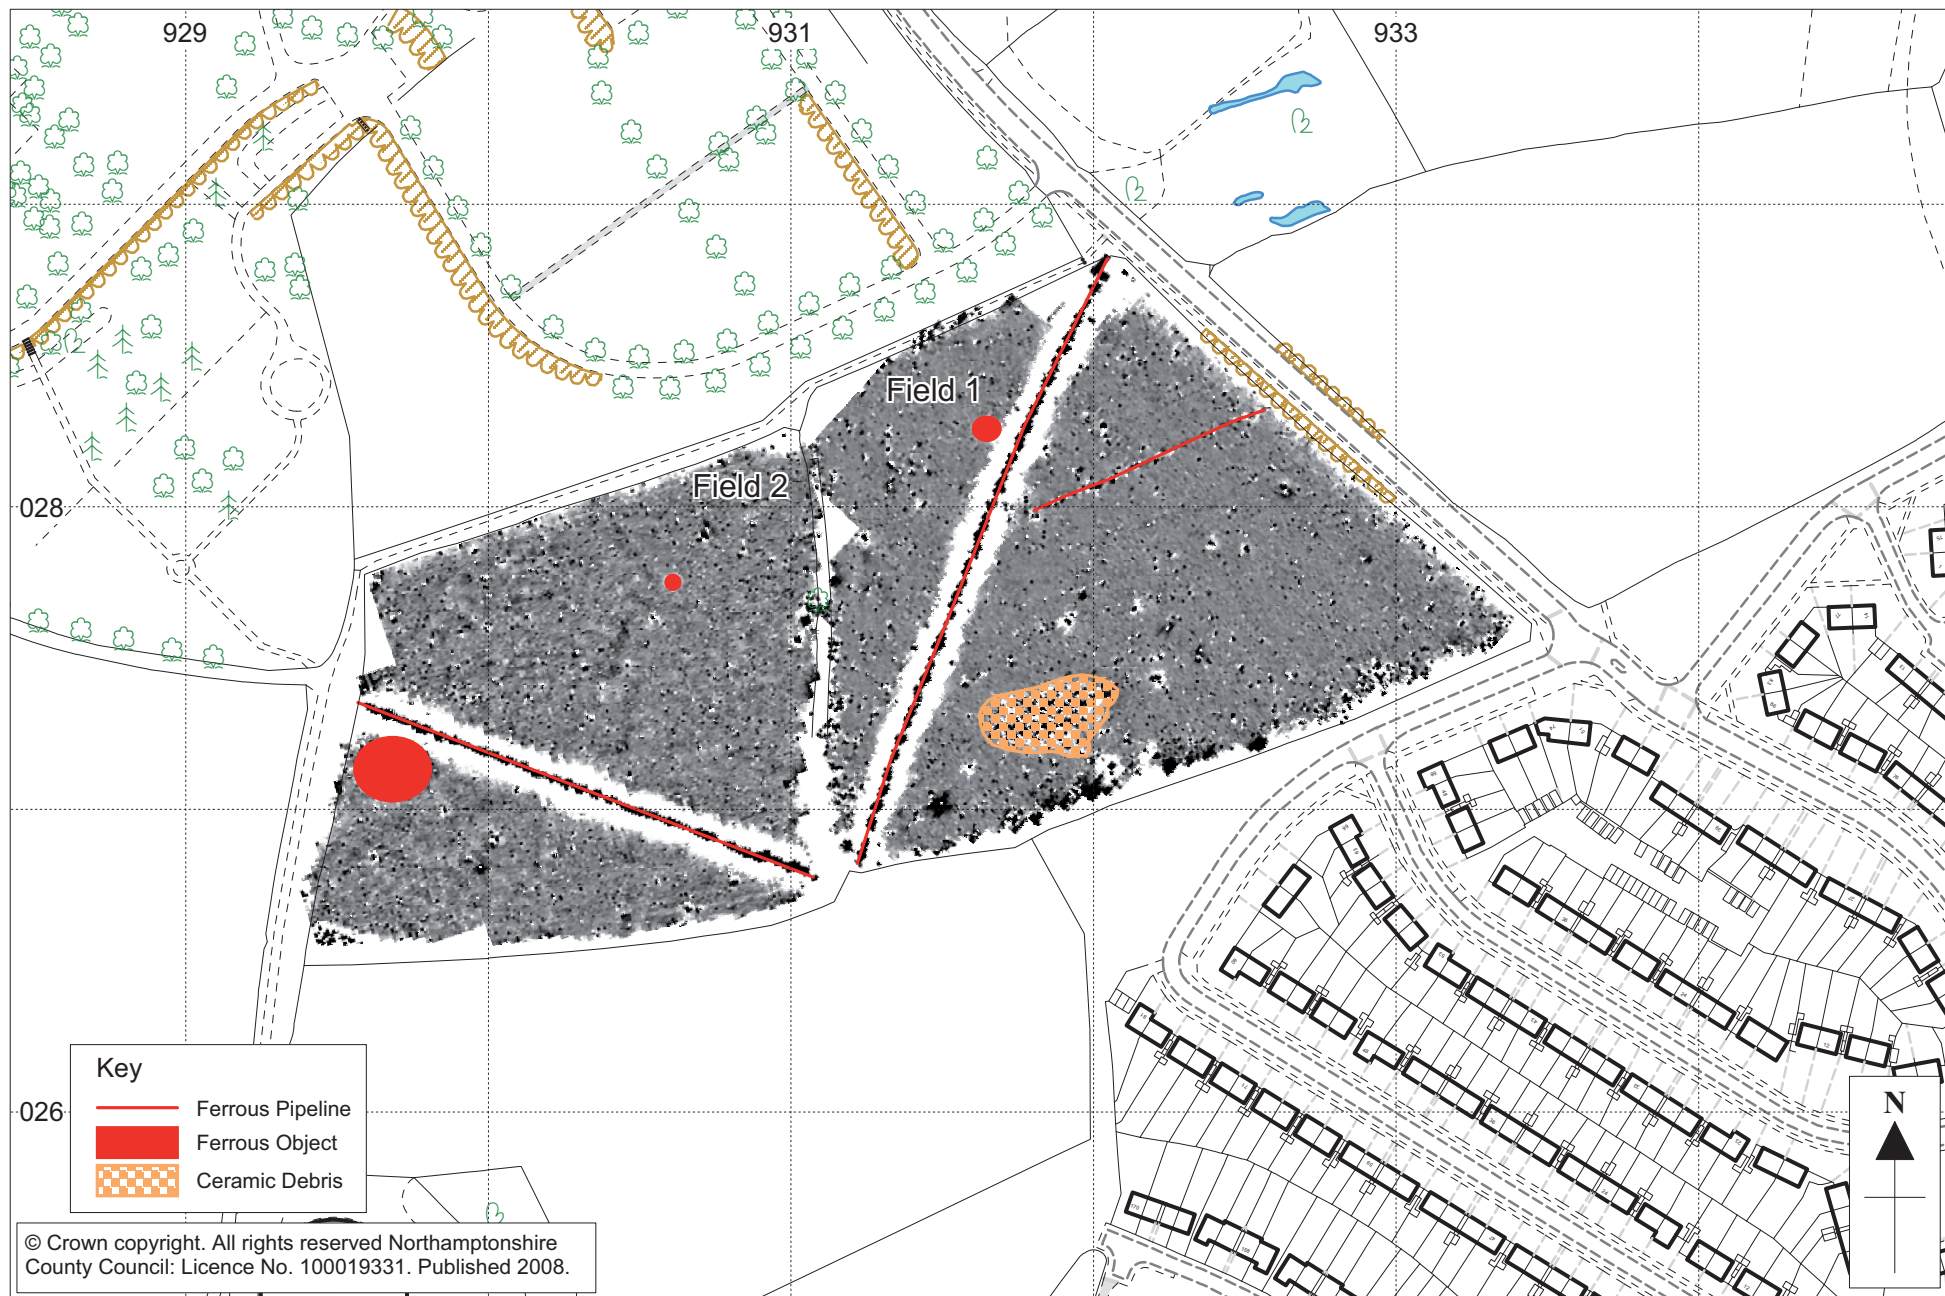 929
931
933
Field 1
Field 2
028
026
Key
Ferrous Pipeline
Ferrous Object
Ceramic Debris
© Crown copyright. All rights reserved Northamptonshire
County Council: Licence No. 100019331. Published 2008.
N